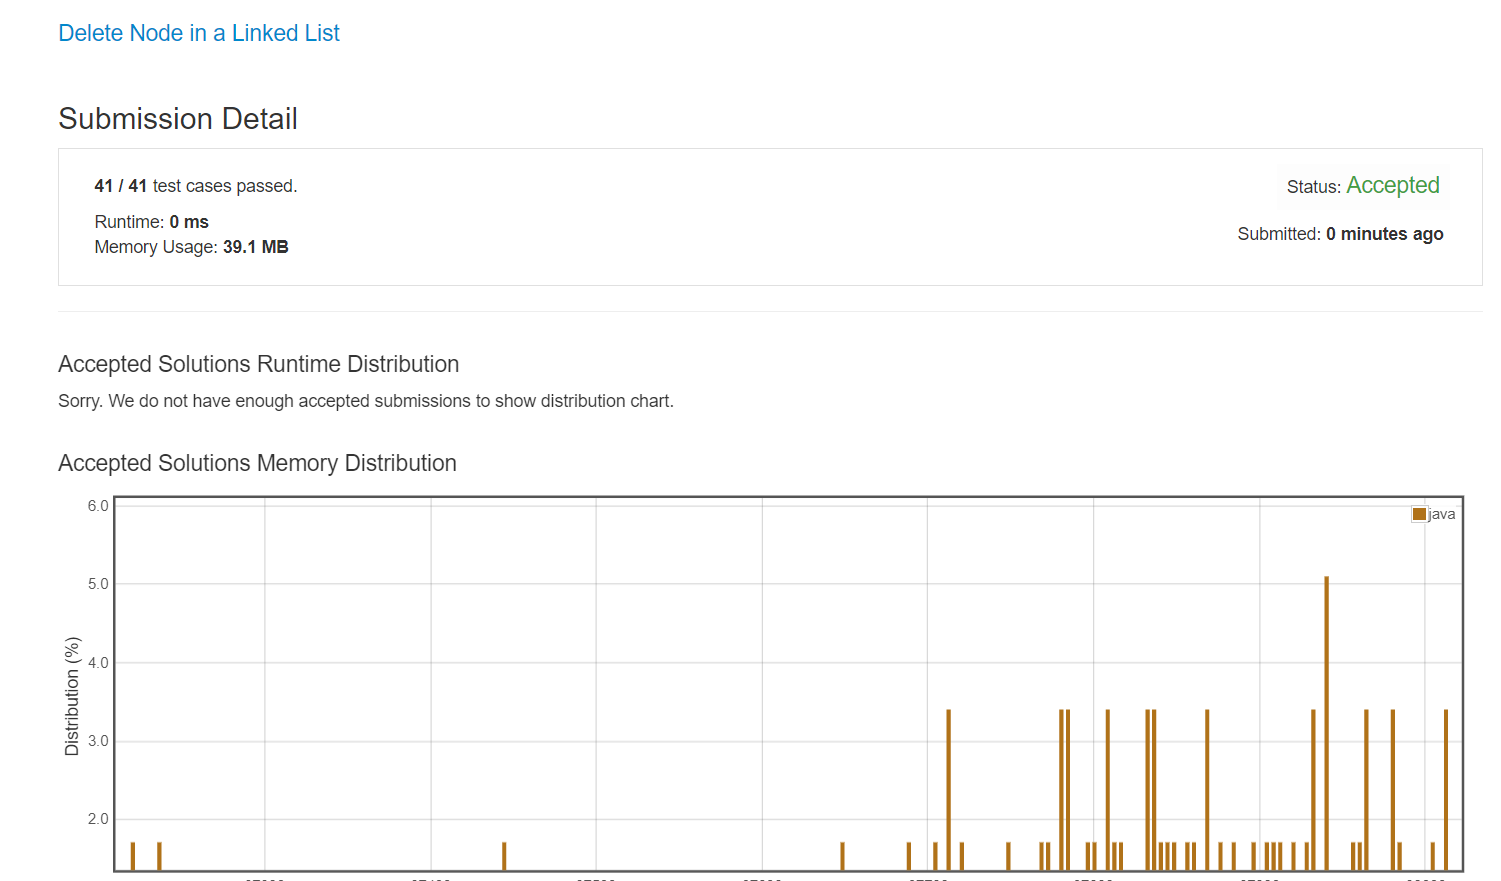 Delete Node in a Linked List
Submission Detail
41 / 41 test cases passed.
Status: Accepted
Runtime: 0 ms
Submitted: 0 minutes ago
Memory Usage: 39.1 MB
Accepted Solutions Runtime Distribution
Sorry. We do not have enough accepted submissions to show distribution chart.
Accepted Solutions Memory Distribution
6.0
java
5.0
4.0
Distribution (%)
3.0
2.0